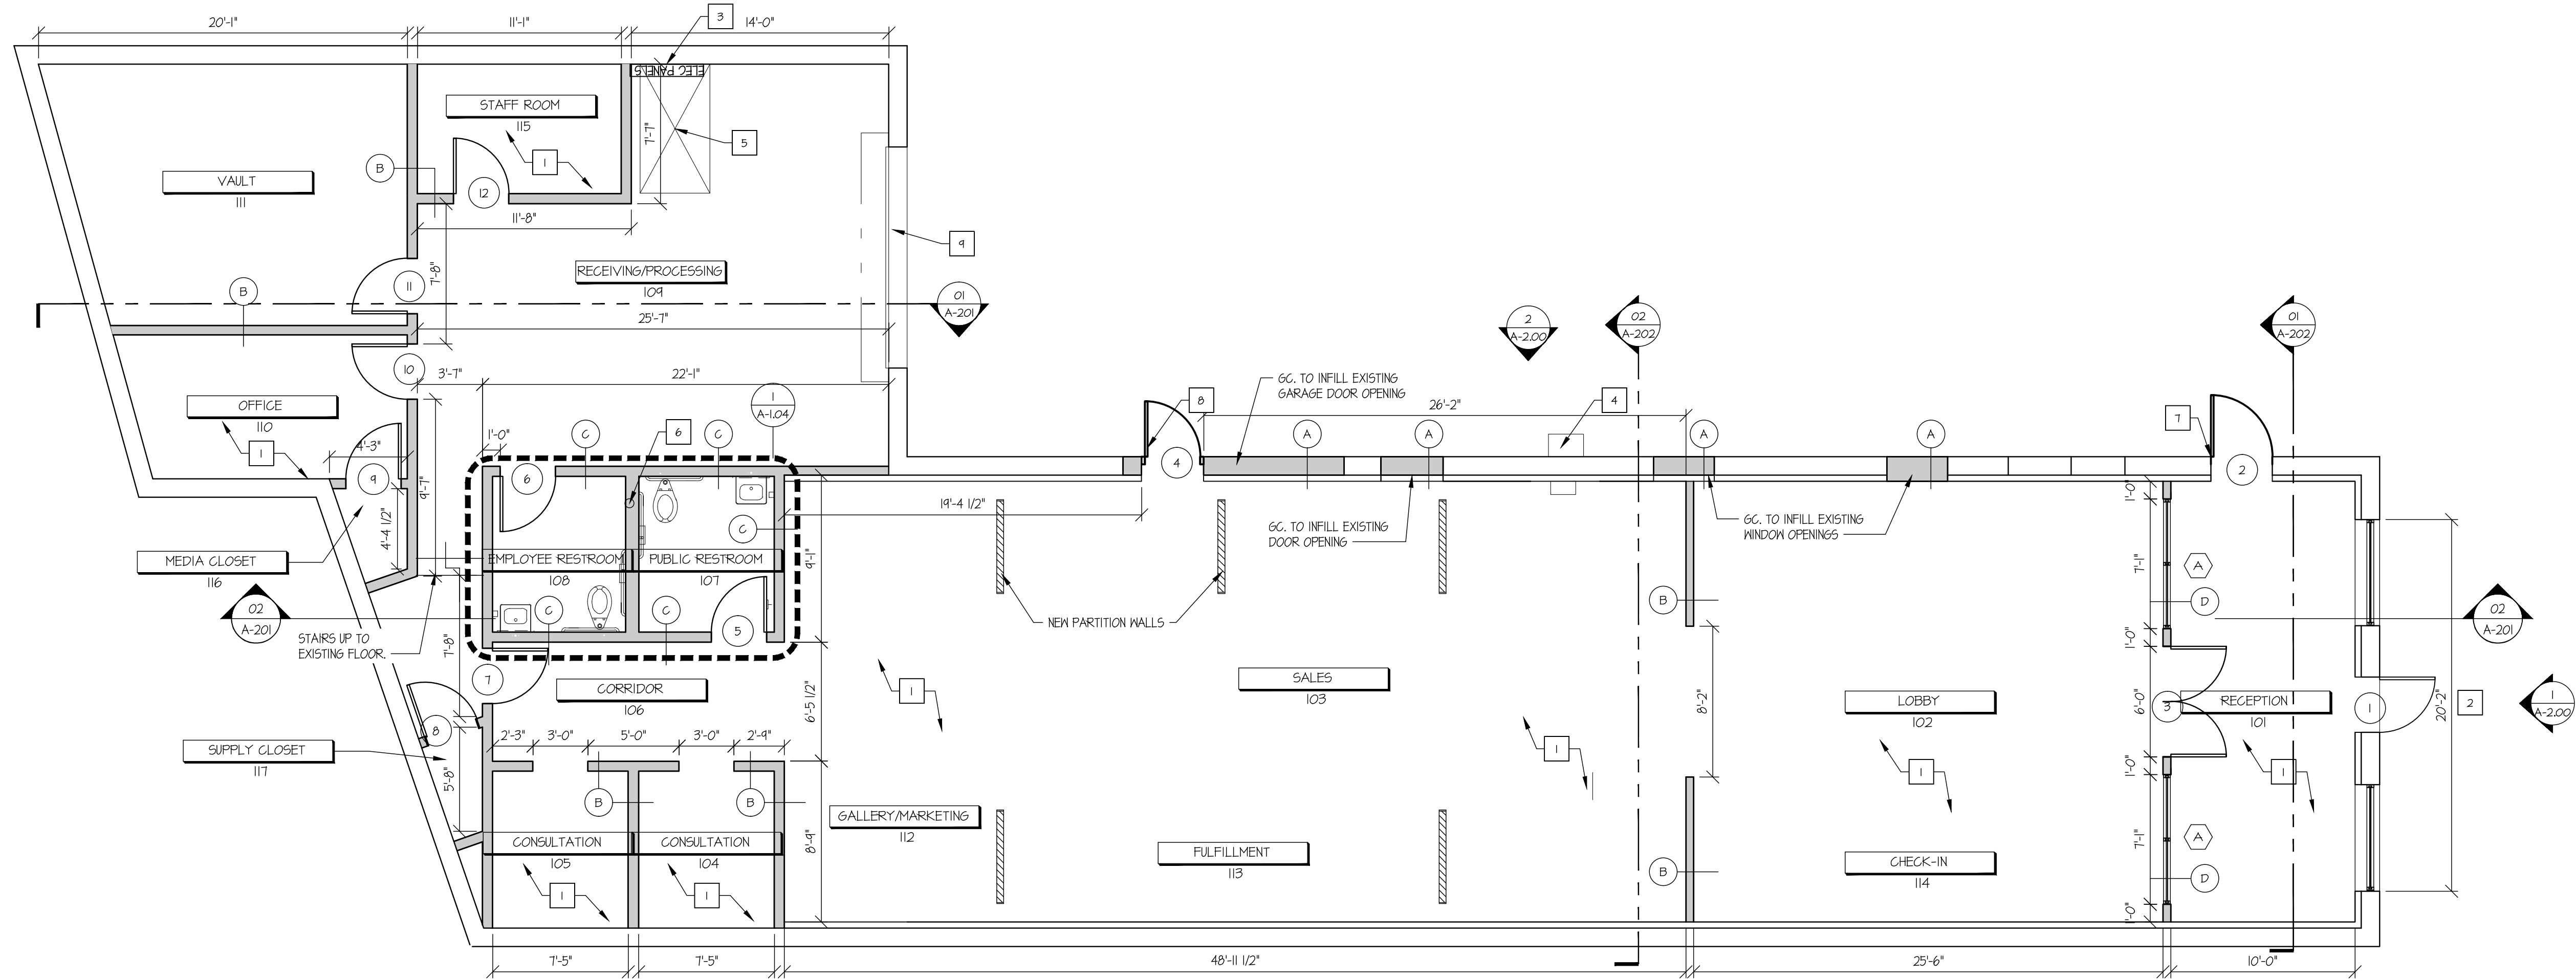 20'-1"
11'-1"
3
14'-0"
ELEC PANELS
STAFF ROOM
115
1
12
7'-7"
5
VAULT
111
B
11'-8"
9
RECEIVING/PROCESSING
109
11
7'-8"
B
01
A-201
25'-7"
2
A-2.00
02
A-202
01
A-202
10
3'-7"
22'-1"
1
A-1.04
GC. TO INFILL EXISTING
GARAGE DOOR OPENING
26'-2"
8
4
7
OFFICE
110
1
4'-3"
1'-0"
C
6
C
A
A
A
A
4
2
9
6
9'-7"
4'-4 1/2"
19'-4 1/2"
C
GC. TO INFILL EXISTING
DOOR OPENING
GC. TO INFILL EXISTING
WINDOW OPENINGS
1'-0"
MEDIA CLOSET
116
EMPLOYEE RESTROOM
108
PUBLIC RESTROOM
107
9'-1"
7'-1"
A
02
A-201
C
C
5
B
D
02
A-201
NEW PARTITION WALLS
STAIRS UP TO
EXISTING FLOOR.
7'-8"
1'-0"
7
CORRIDOR
106
1
SALES
103
LOBBY
102
RECEPTION
101
3
1
2
20'-2"
1
A-2.00
8'-2"
6'-0"
6'-5 1/2"
8
SUPPLY CLOSET
117
2'-3"
3'-0"
5'-0"
3'-0"
2'-9"
1
1
1
1'-0"
5'-8"
B
B
GALLERY/MARKETING
112
8'-9"
CONSULTATION
105
CONSULTATION
104
FULFILLMENT
113
B
CHECK-IN
114
7'-1"
A
D
1
1
1'-0"
7'-5"
7'-5"
48'-11 1/2"
25'-6"
10'-0"